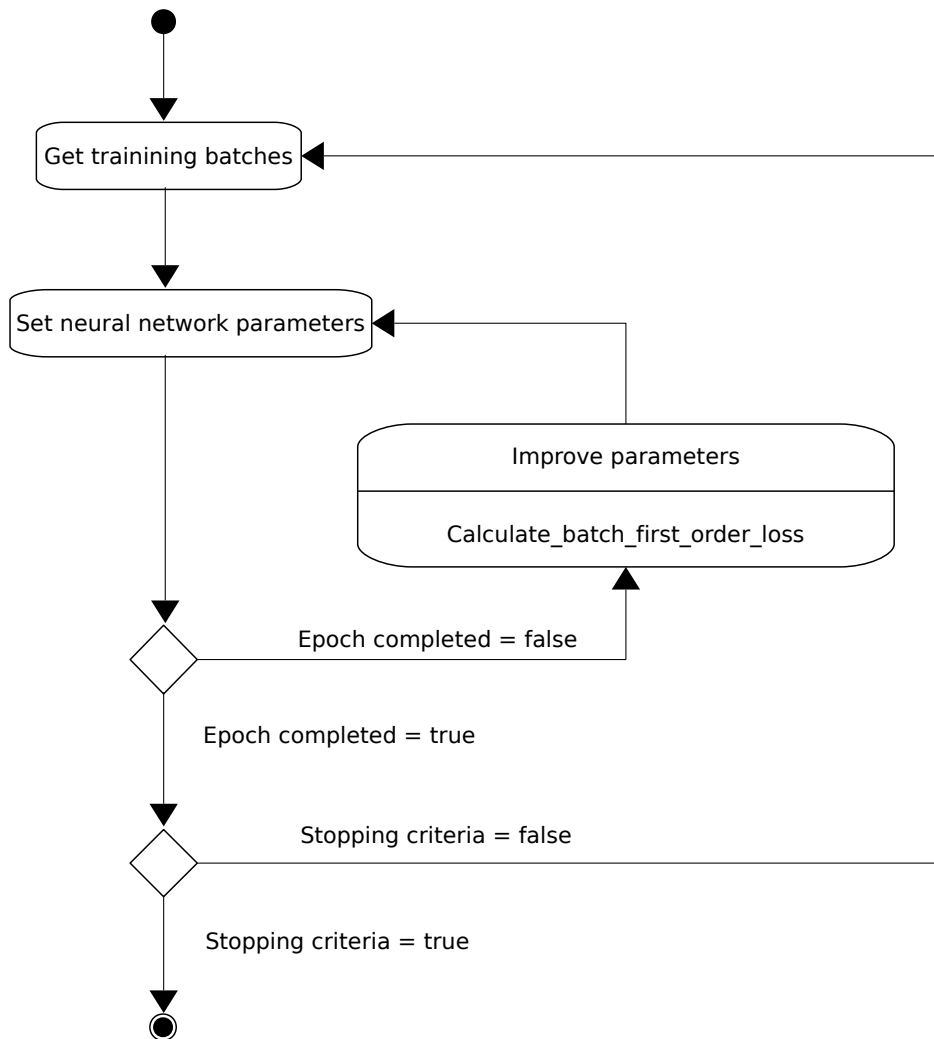 Get trainining batches
Set neural network parameters
Improve parameters
Calculate_batch_first_order_loss
Epoch completed = false
Epoch completed = true
Stopping criteria = false
Stopping criteria = true